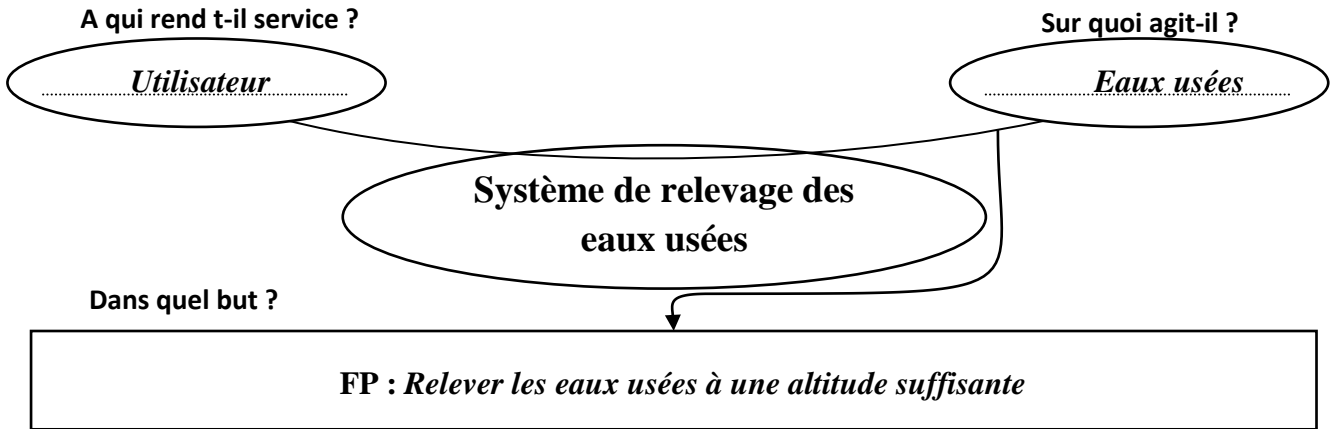 A qui rend t-il service ?
Sur quoi agit-il ?
Utilisateur
Eaux usées
Système de relevage des
eaux usées
Dans quel but ?
FP : Relever les eaux usées à une altitude suffisante